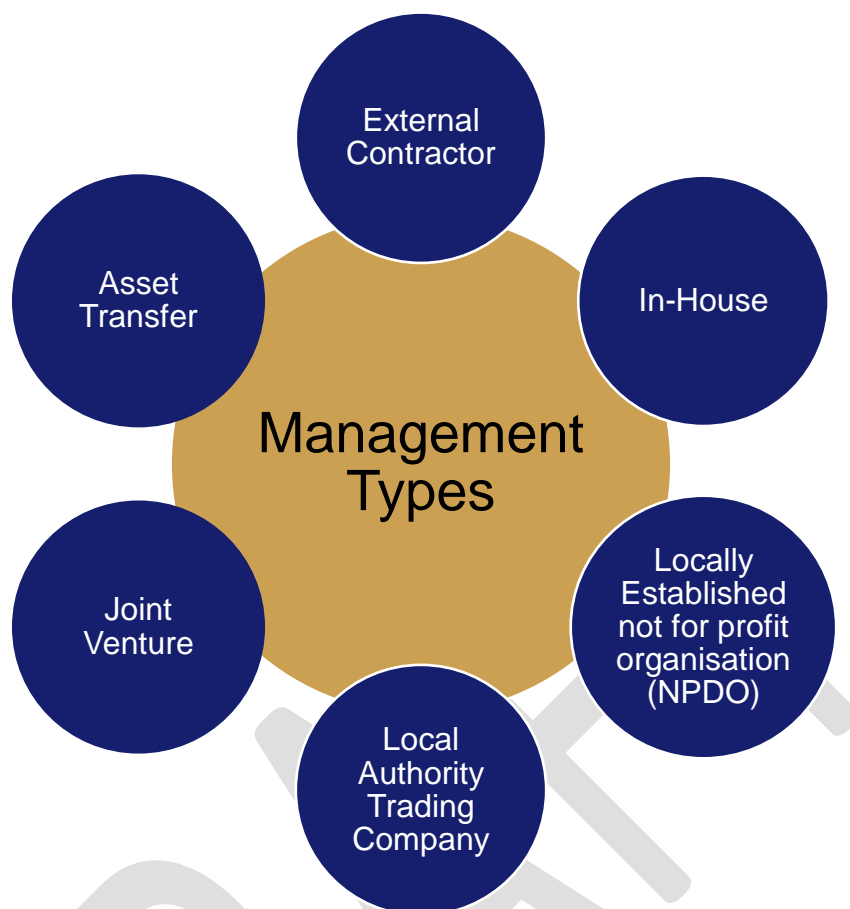 External
Contractor
Asset
Transfer
In-House
Management
Types
Locally
Established
not for profit
organisation
(NPDO)
Joint
Venture
Local
Authority
Trading
Company